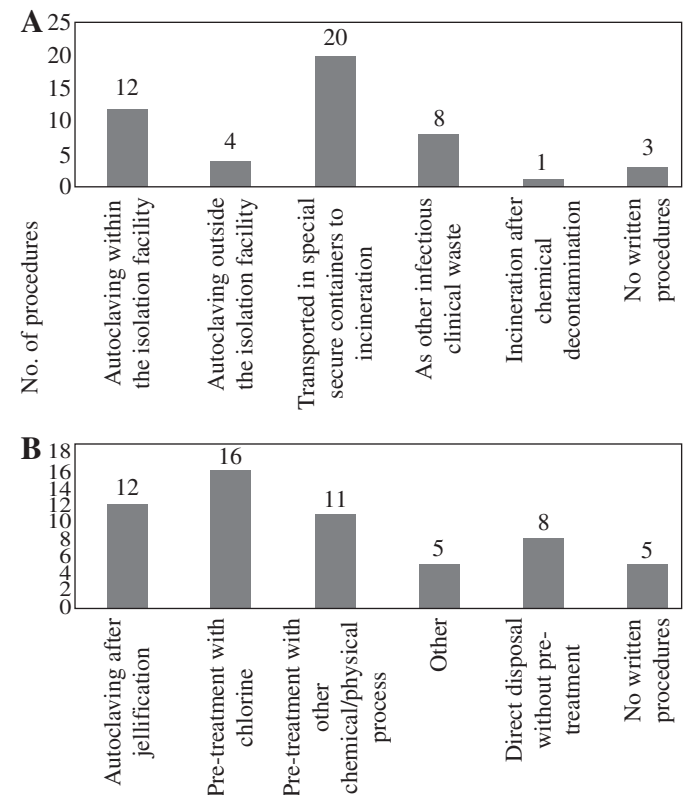 A
25
20
15
10
5
0
12
4
20
8
1
3
No. of procedures
Autoclaving within
the isolation facility
Autoclaving outside
the isolation facility
Transported in special
secure containers to
incineration
As other infectious
clinical waste
Incineration after
chemical
decontamination
No written
procedures
B
18
16
14
12
10
8
6
4
2
0
12
16
11
5
8
5
Autoclaving after
jellification
Pre-treatment with
chlorine
Pre-treatment with
other
chemical/physical
process
Other
Direct disposal
without pre-
treatment
No written
procedures